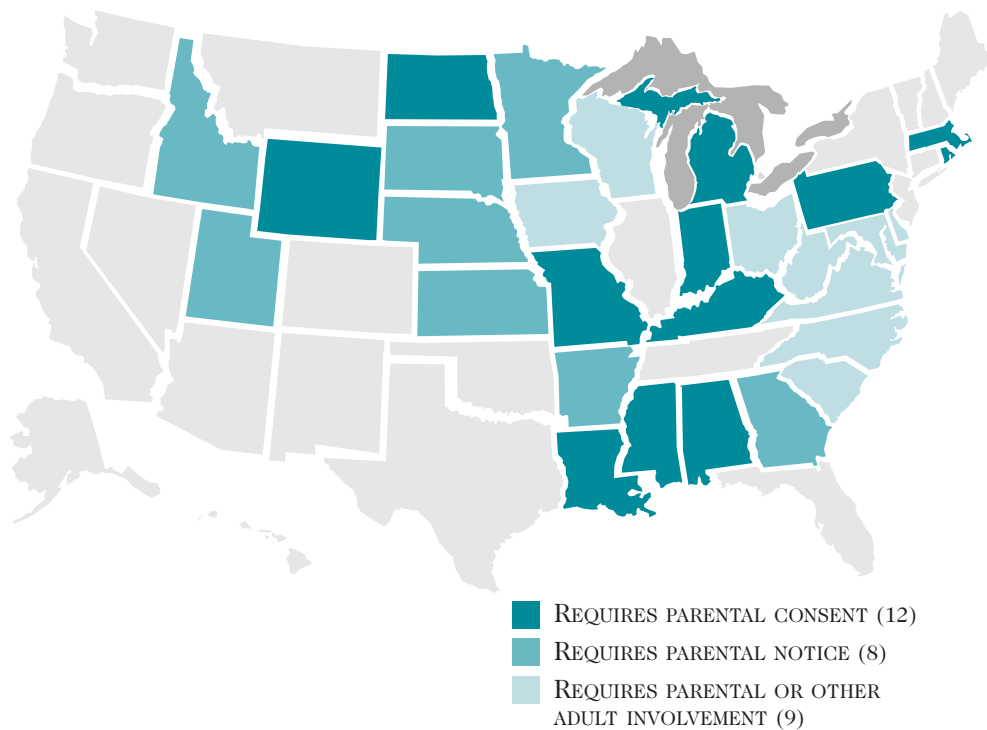 Requires parental consent (12)
Requires parental notice (8)
Requires parental or other
adult involvement (9)